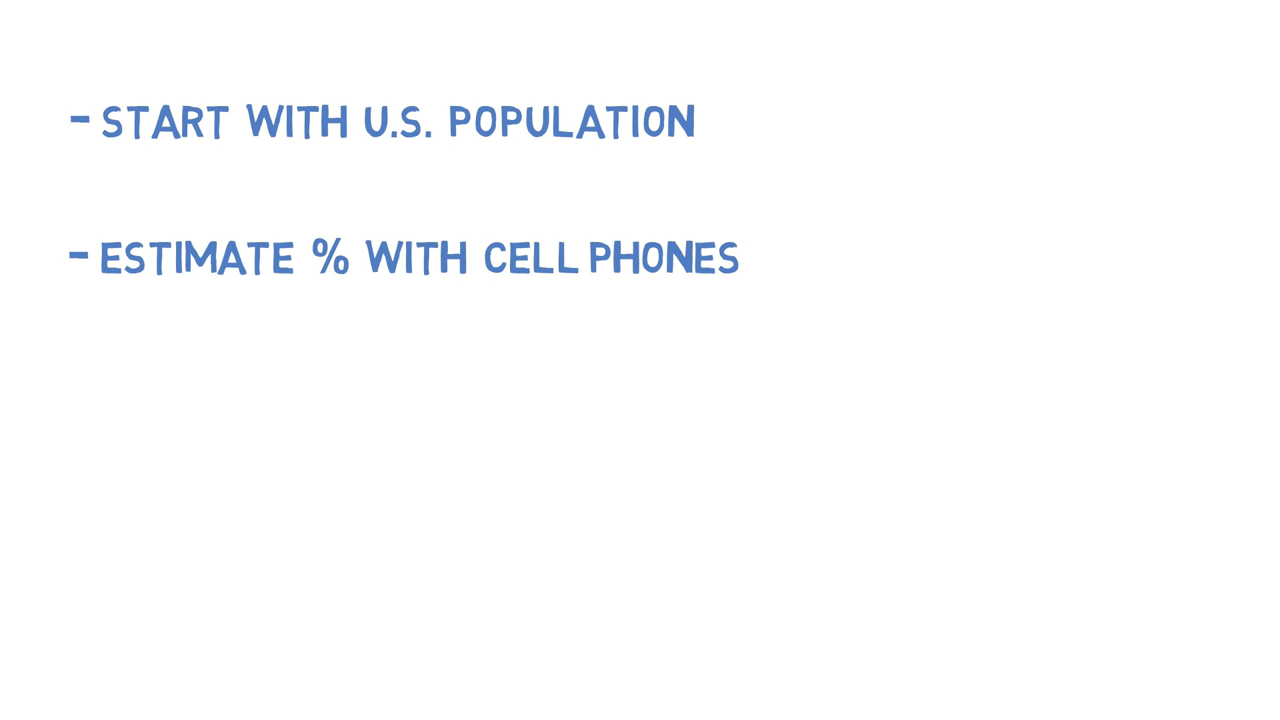 - START WITH U.S. POPULATION
- ESTIMATE % WITH CELL PHONES